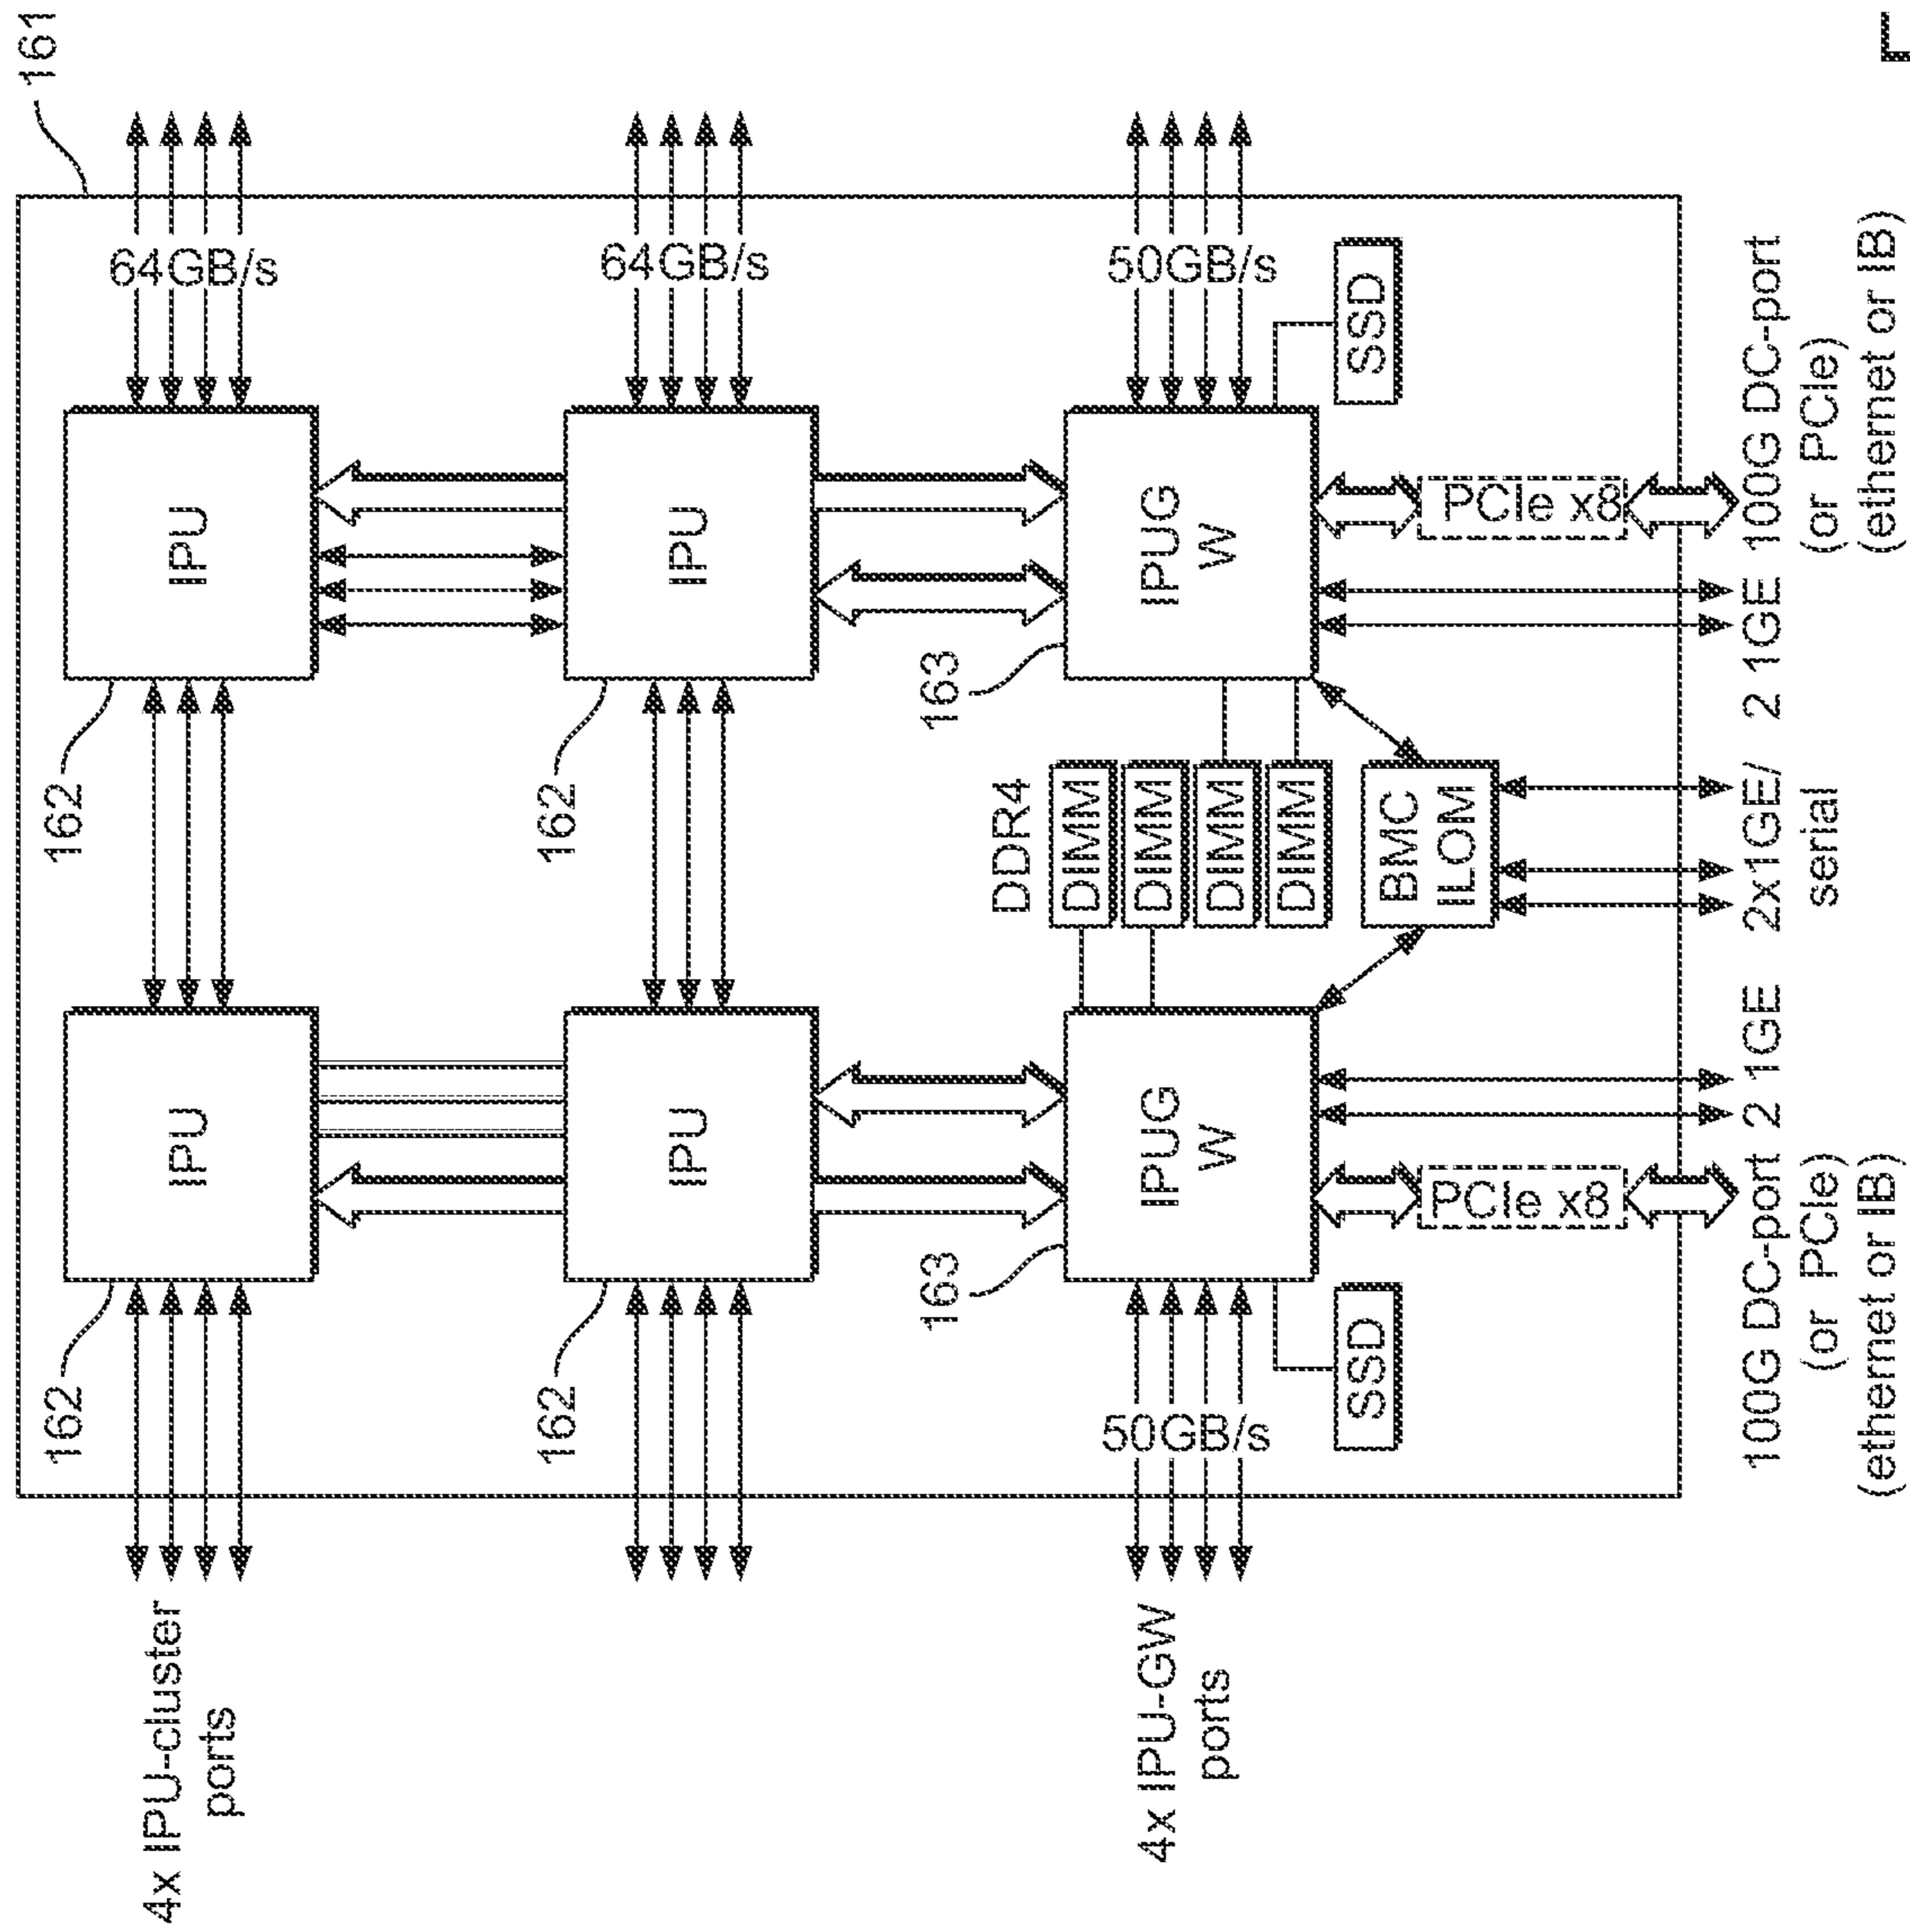 161
64GB/s
64GB/s
50GB/s
SSD
IPU
IPU
IPUG
W
PCIe x8
162
162
163
DDR4
DIMM
DIMM
DIMM
DIMM
BMC
ILOM
IPU
IPU
IPUG
W
PCIe x8
162
162
163
50GB/s
SSD
4x IPU-cluster
ports
4x IPU-GW
ports
100G DC-port
(or PCIe)
(ethernet or IB)
2 1GE
2x1GE/
serial
2 1GE
100G DC-port
(or PCIe)
(ethernet or IB)